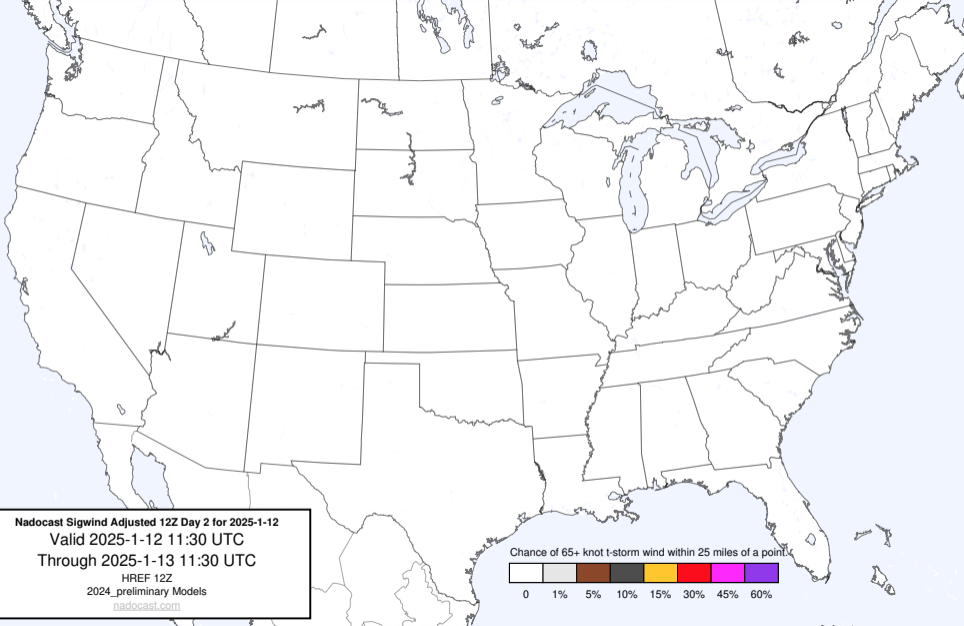 Nadocast Sigwind Adjusted 12Z Day 2 for 2025-1-12
Valid 2025-1-12 11:30 UTC
Through 2025-1-13 11:30 UTC
HREF 12Z
2024_preliminary Models
nadocast.com
Chance of 65+ knot t-storm wind within 25 miles of a point.
0 1% 5% 10% 15% 30% 45% 60%